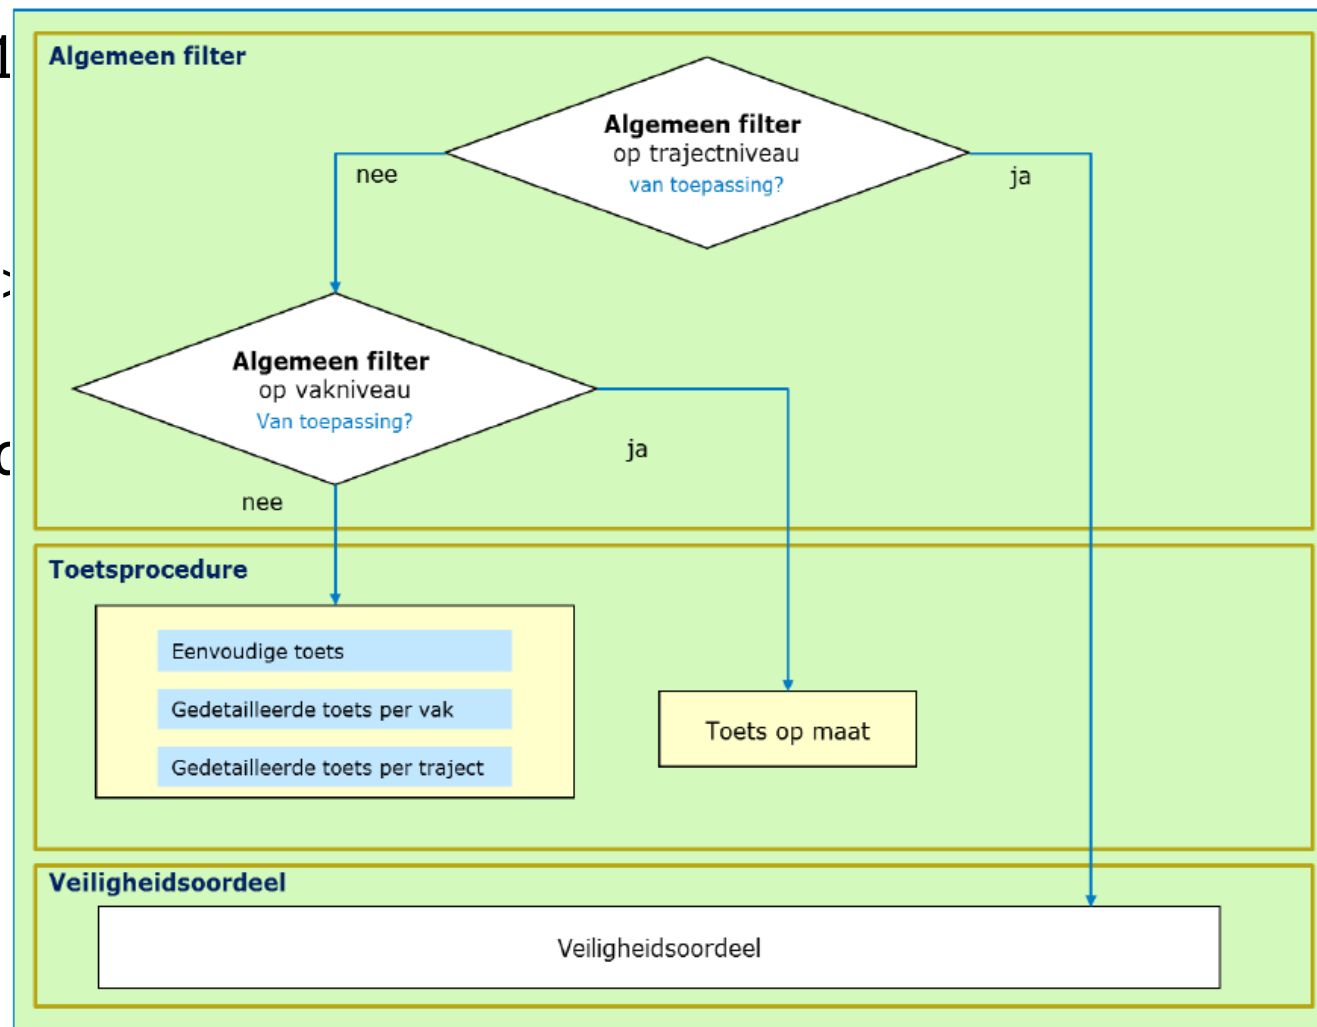 Algemeen filter
Algemeen filter
op trajectniveau
van toepassing?
nee
ja
Algemeen filter
op vakniveau
Van toepassing?
ja
nee
Toetsprocedure
Eenvoudige toets
Gedetailleerde toets per vak
Gedetailleerde toets per traject
Toets op maat
Veiligheidsoordeel
Veiligheidsoordeel